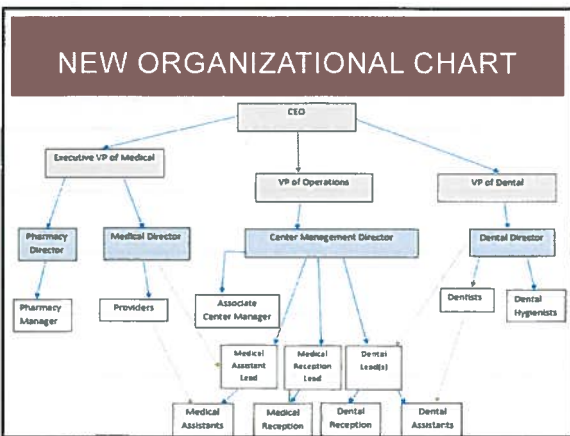 NEW ORGANIZATIONAL CHART
CEO
Executive VP of Medical
VP of Operations
VP of Dental
Pharmacy
Director
Medical Director
Center Management Director
Dental Director
Pharmacy
Manager
Providers
Associate
Center Manager
Dentists
Dental
Hygienists
Medical
Assistant
Lead
Medical
Reception
Lead
Dental
Lead(s)
Medical
Assistants
Medical
Reception
Dental
Reception
Dental
Assistants